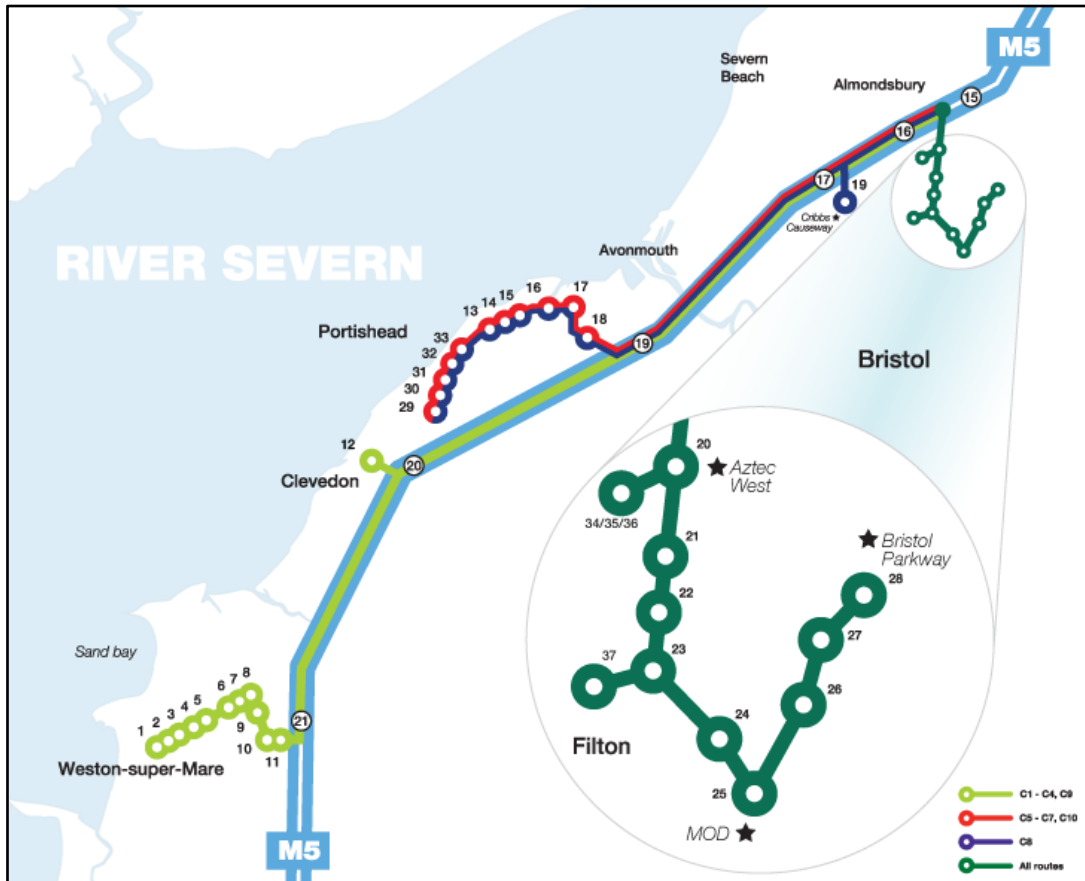 M5
Severn
Beach
Almondsbury
15
16
17
19
Cribbs
Causeway
RIVER SEVERN
Avonmouth
17
16
15
14
13
18
Portishead
33
32
31
30
29
19
Bristol
12
Clevedon
20
20
Aztec
West
34/35/36
21
Bristol
Parkway
28
22
27
23
37
26
24
Filton
25
MOD
Sand bay
8
7
6
5
4
3
2
1
9
10
11
21
Weston-super-Mare
M5
C1 - C4, C9
C5 - C7, C10
C8
All routes